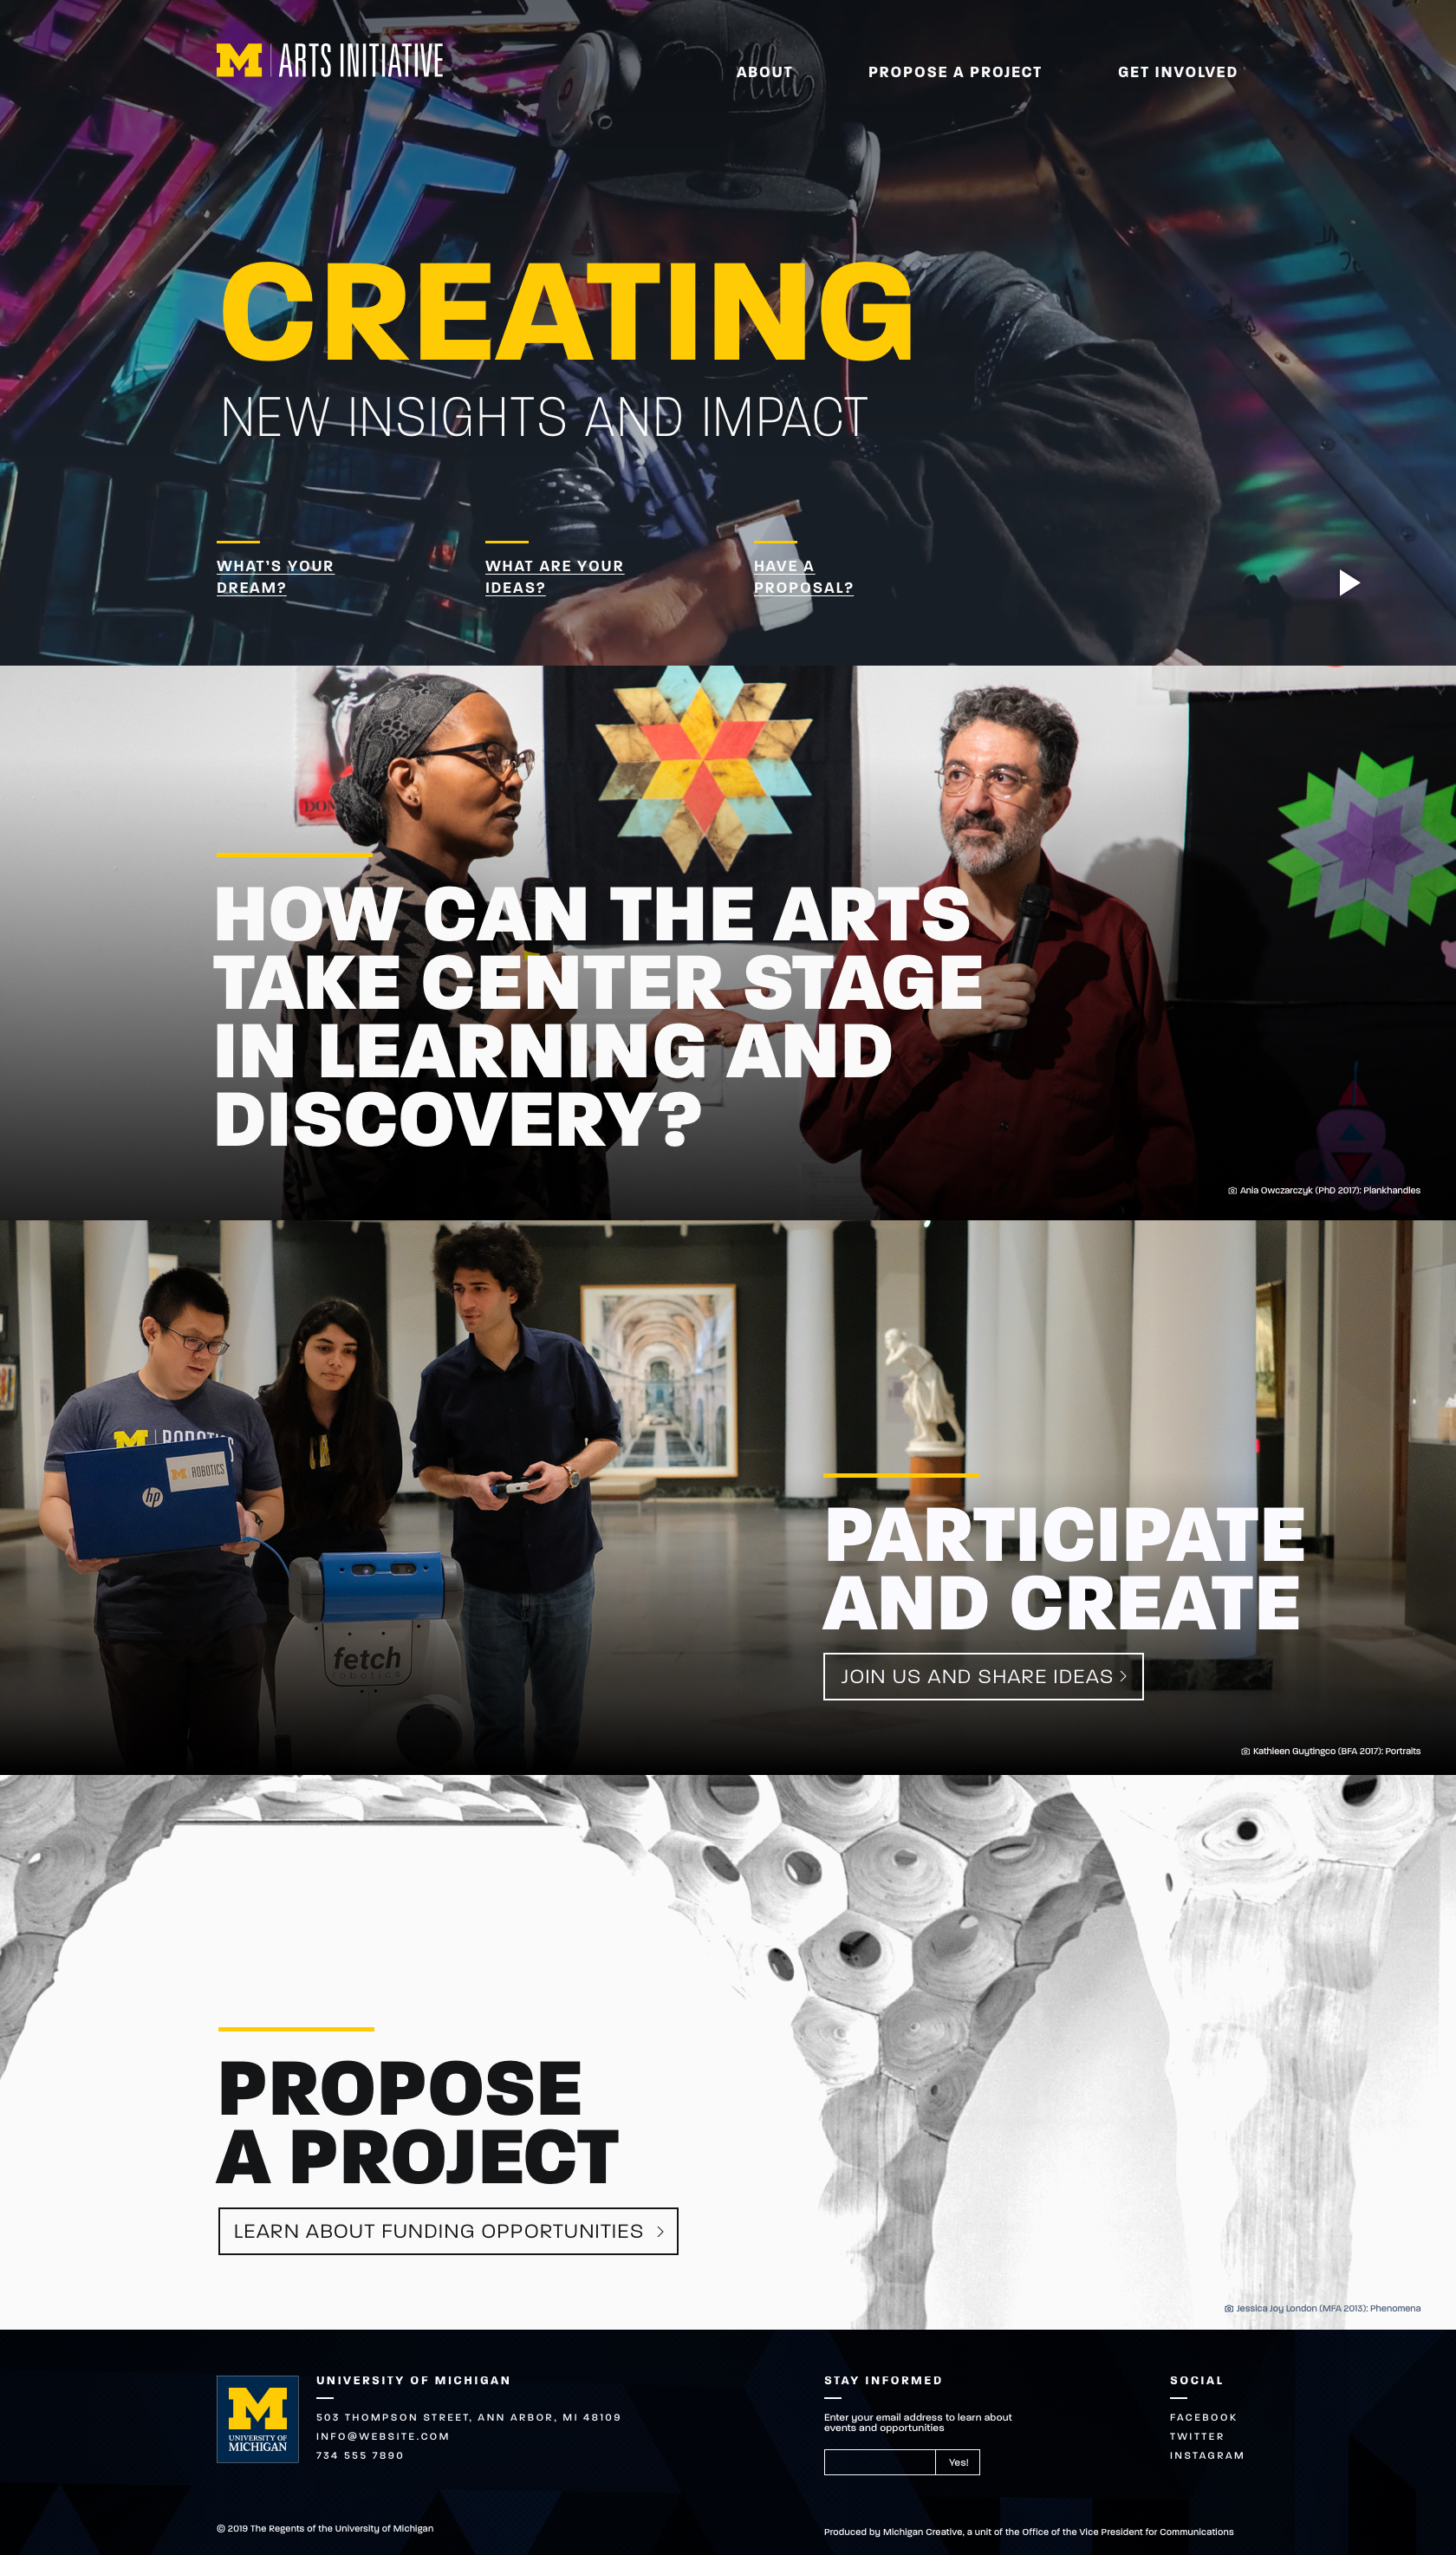 M | ARTS INITIATIVE
ABOUT
PROPOSE A PROJECT
GET INVOLVED
CREATING
NEW INSIGHTS AND IMPACT
WHAT'S YOUR
DREAM?
WHAT ARE YOUR
IDEAS?
HAVE A
PROPOSAL?
DON
HOW CAN THE ARTS
TAKE CENTER STAGE
IN LEARNING AND
DISCOVERY?
Ania Owczarczyk (PhD 2017): Plankhandles
M | ROBOTICS
M ROBOTICS
hp
fetch
robotics
PARTICIPATE
AND CREATE
JOIN US AND SHARE IDEAS >
Kathleen Guytingco (BFA 2017): Portraits
PROPOSE
A PROJECT
LEARN ABOUT FUNDING OPPORTUNITIES >
Jessica Joy London (MFA 2013): Phenomena
M
UNIVERSITY OF
MICHIGAN
UNIVERSITY OF MICHIGAN
503 THOMPSON STREET, ANN ARBOR, MI 48109
INFO@WEBSITE.COM
734 555 7890
STAY INFORMED
Enter your email address to learn about
events and opportunities
Yes!
SOCIAL
FACEBOOK
TWITTER
INSTAGRAM
© 2019 The Regents of the University of Michigan
Produced by Michigan Creative, a unit of the Office of the Vice President for Communications